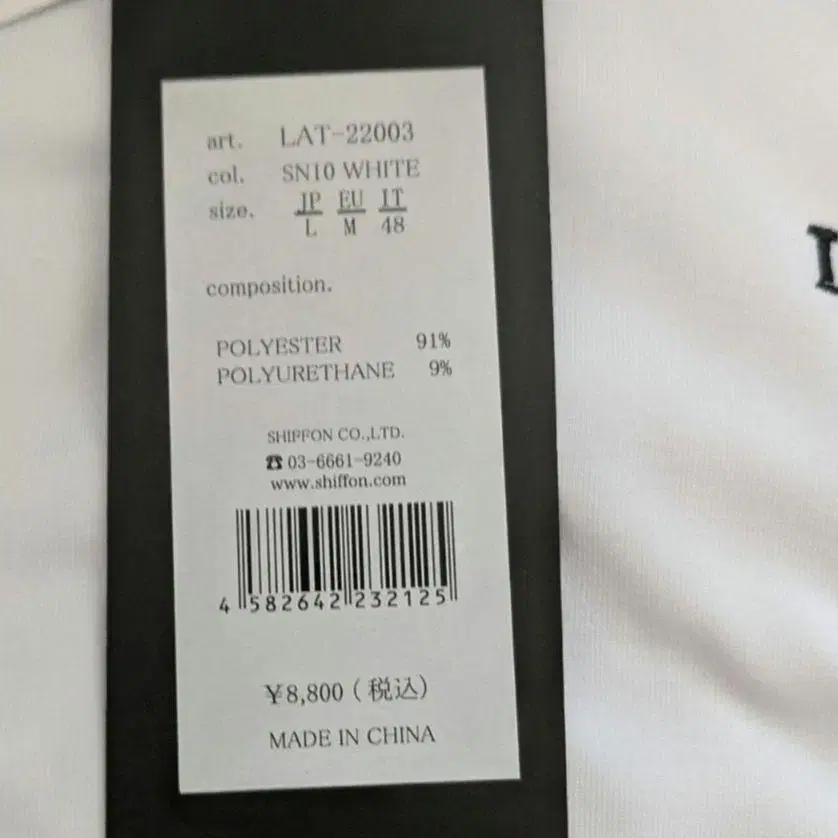 art. LAT-22003
col. SN10 WHITE
size. JP EU IT
L M 48
composition.
POLYESTER 91%
POLYURETHANE 9%
SHIFFON CO.,LTD.
☎ 03-6661-9240
www.shiffon.com
4 582642 232125
¥8,800 (税込)
MADE IN CHINA